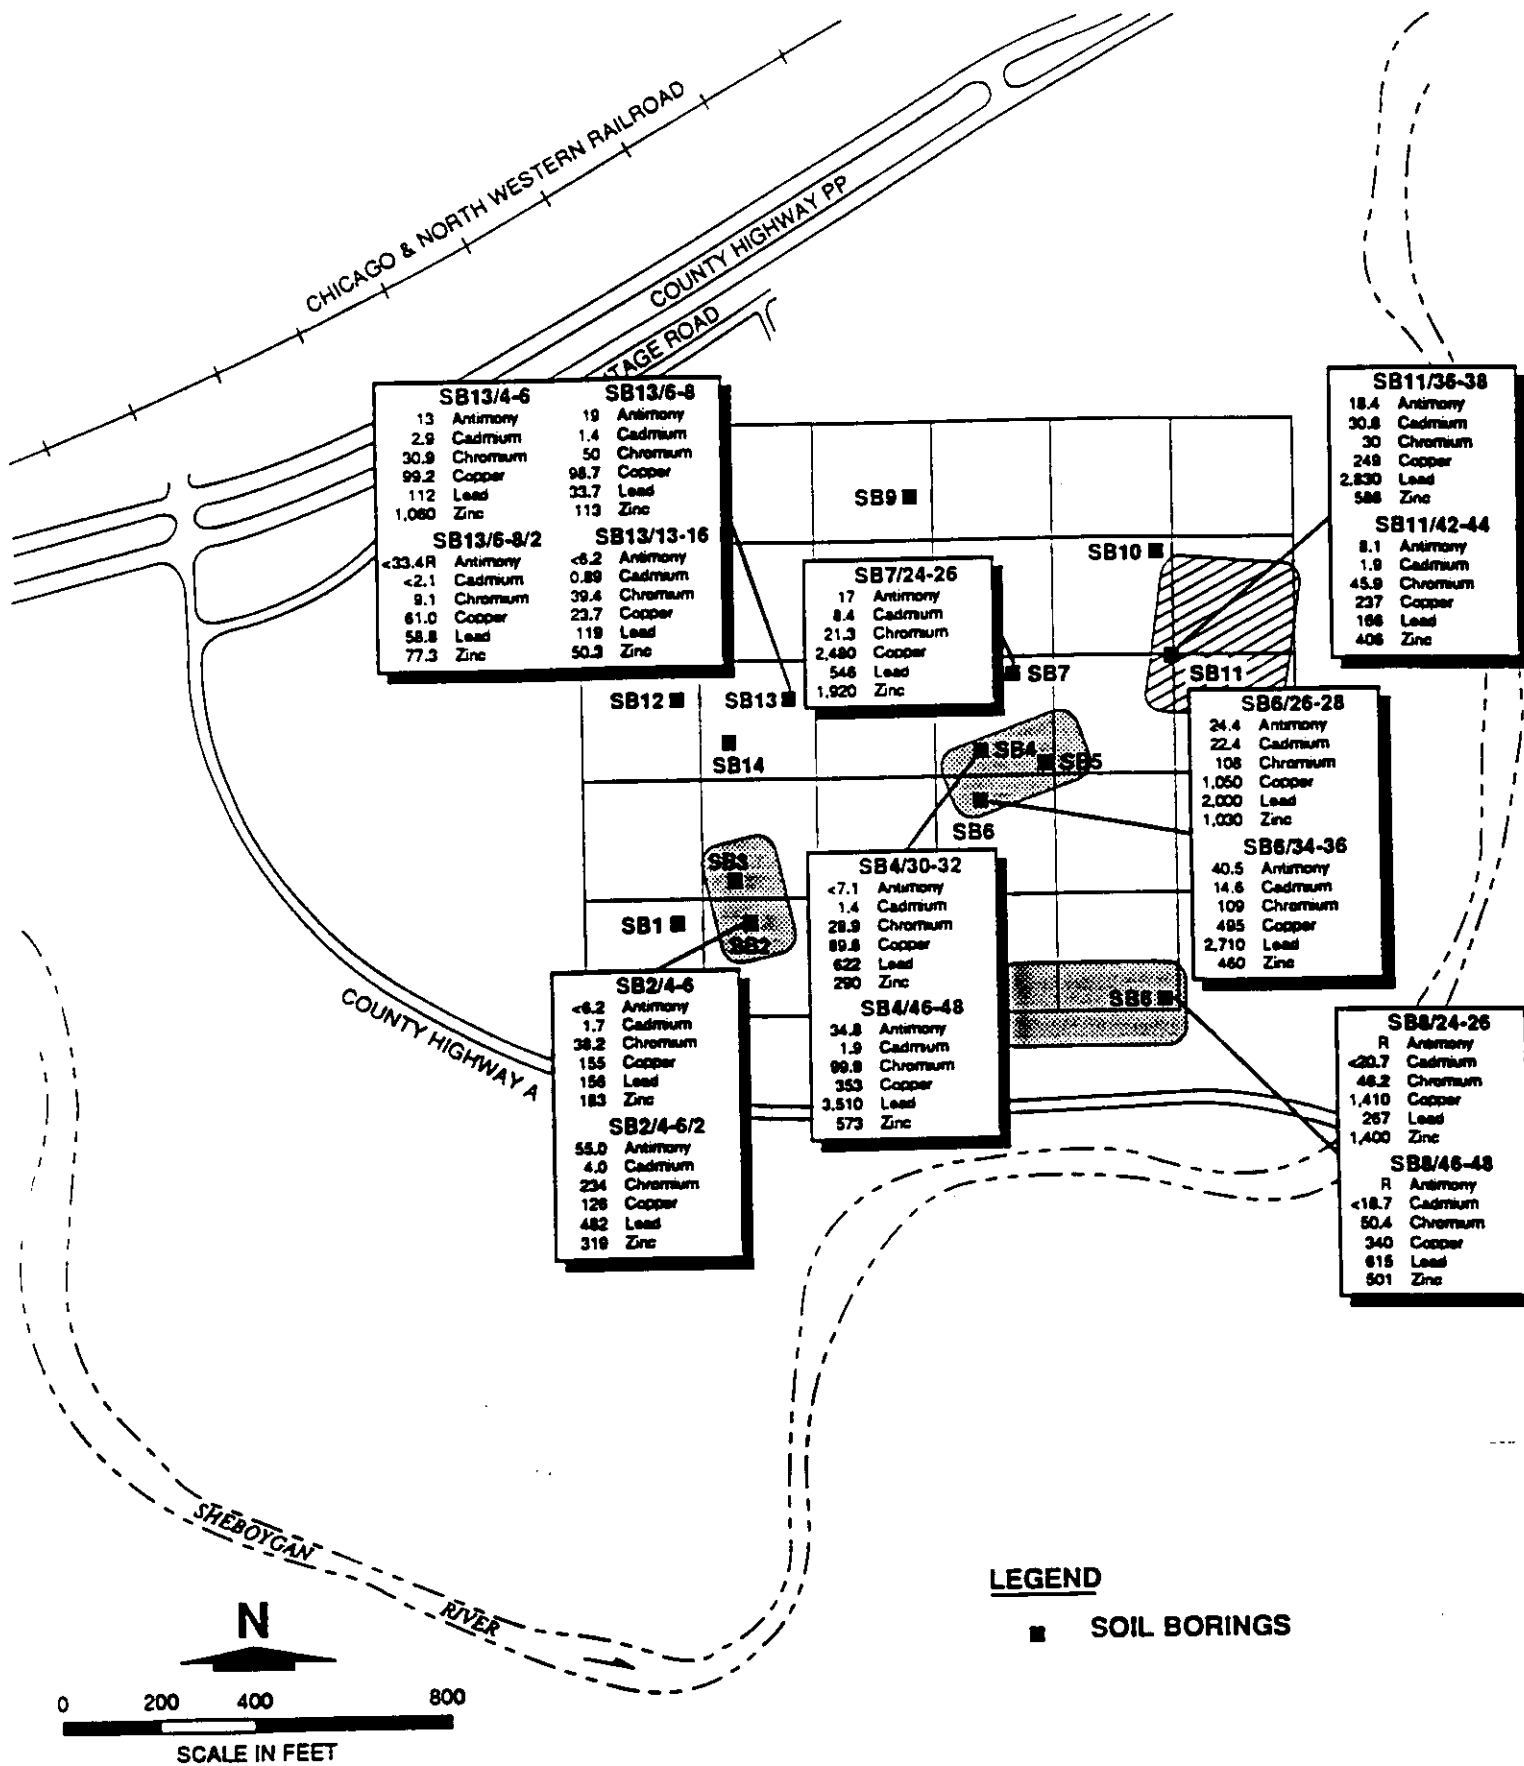 CHICAGO & NORTH WESTERN RAILROAD
COUNTY HIGHWAY PP
TAGE ROAD
SB13/4-6
13 Antimony
2.9 Cadmium
30.9 Chromium
99.2 Copper
112 Lead
1,060 Zinc
SB13/6-8
19 Antimony
1.4 Cadmium
50 Chromium
98.7 Copper
33.7 Lead
113 Zinc
SB13/6-8/2
<33.4R Antimony
<2.1 Cadmium
9.1 Chromium
61.0 Copper
58.8 Lead
77.3 Zinc
SB13/13-16
<6.2 Antimony
0.89 Cadmium
39.4 Chromium
23.7 Copper
119 Lead
50.3 Zinc
SB11/36-38
18.4 Antimony
30.8 Cadmium
30 Chromium
249 Copper
2,830 Lead
586 Zinc
SB11/42-44
8.1 Antimony
1.9 Cadmium
45.9 Chromium
237 Copper
166 Lead
406 Zinc
SB9
SB10
SB7/24-26
17 Antimony
8.4 Cadmium
21.3 Chromium
2,480 Copper
546 Lead
1,920 Zinc
SB7
SB11
SB12
SB13
SB14
SB4
SB5
SB6
SB6/26-28
24.4 Antimony
22.4 Cadmium
108 Chromium
1,050 Copper
2,000 Lead
1,030 Zinc
SB6/34-36
40.5 Antimony
14.6 Cadmium
109 Chromium
495 Copper
2,710 Lead
460 Zinc
SB3
SB1
SB2
SB4/30-32
<7.1 Antimony
1.4 Cadmium
28.9 Chromium
89.8 Copper
622 Lead
290 Zinc
SB4/46-48
34.8 Antimony
1.9 Cadmium
99.9 Chromium
353 Copper
3,510 Lead
573 Zinc
SB8
SB2/4-6
<6.2 Antimony
1.7 Cadmium
38.2 Chromium
155 Copper
156 Lead
183 Zinc
SB2/4-6/2
55.0 Antimony
4.0 Cadmium
234 Chromium
126 Copper
482 Lead
319 Zinc
SB8/24-26
R Antimony
<20.7 Cadmium
46.2 Chromium
1,410 Copper
267 Lead
1,400 Zinc
SB8/46-48
R Antimony
<18.7 Cadmium
50.4 Chromium
340 Copper
615 Lead
501 Zinc
COUNTY HIGHWAY A
SHEBOYGAN
RIVER
LEGEND
SOIL BORINGS
N
0 200 400 800
SCALE IN FEET